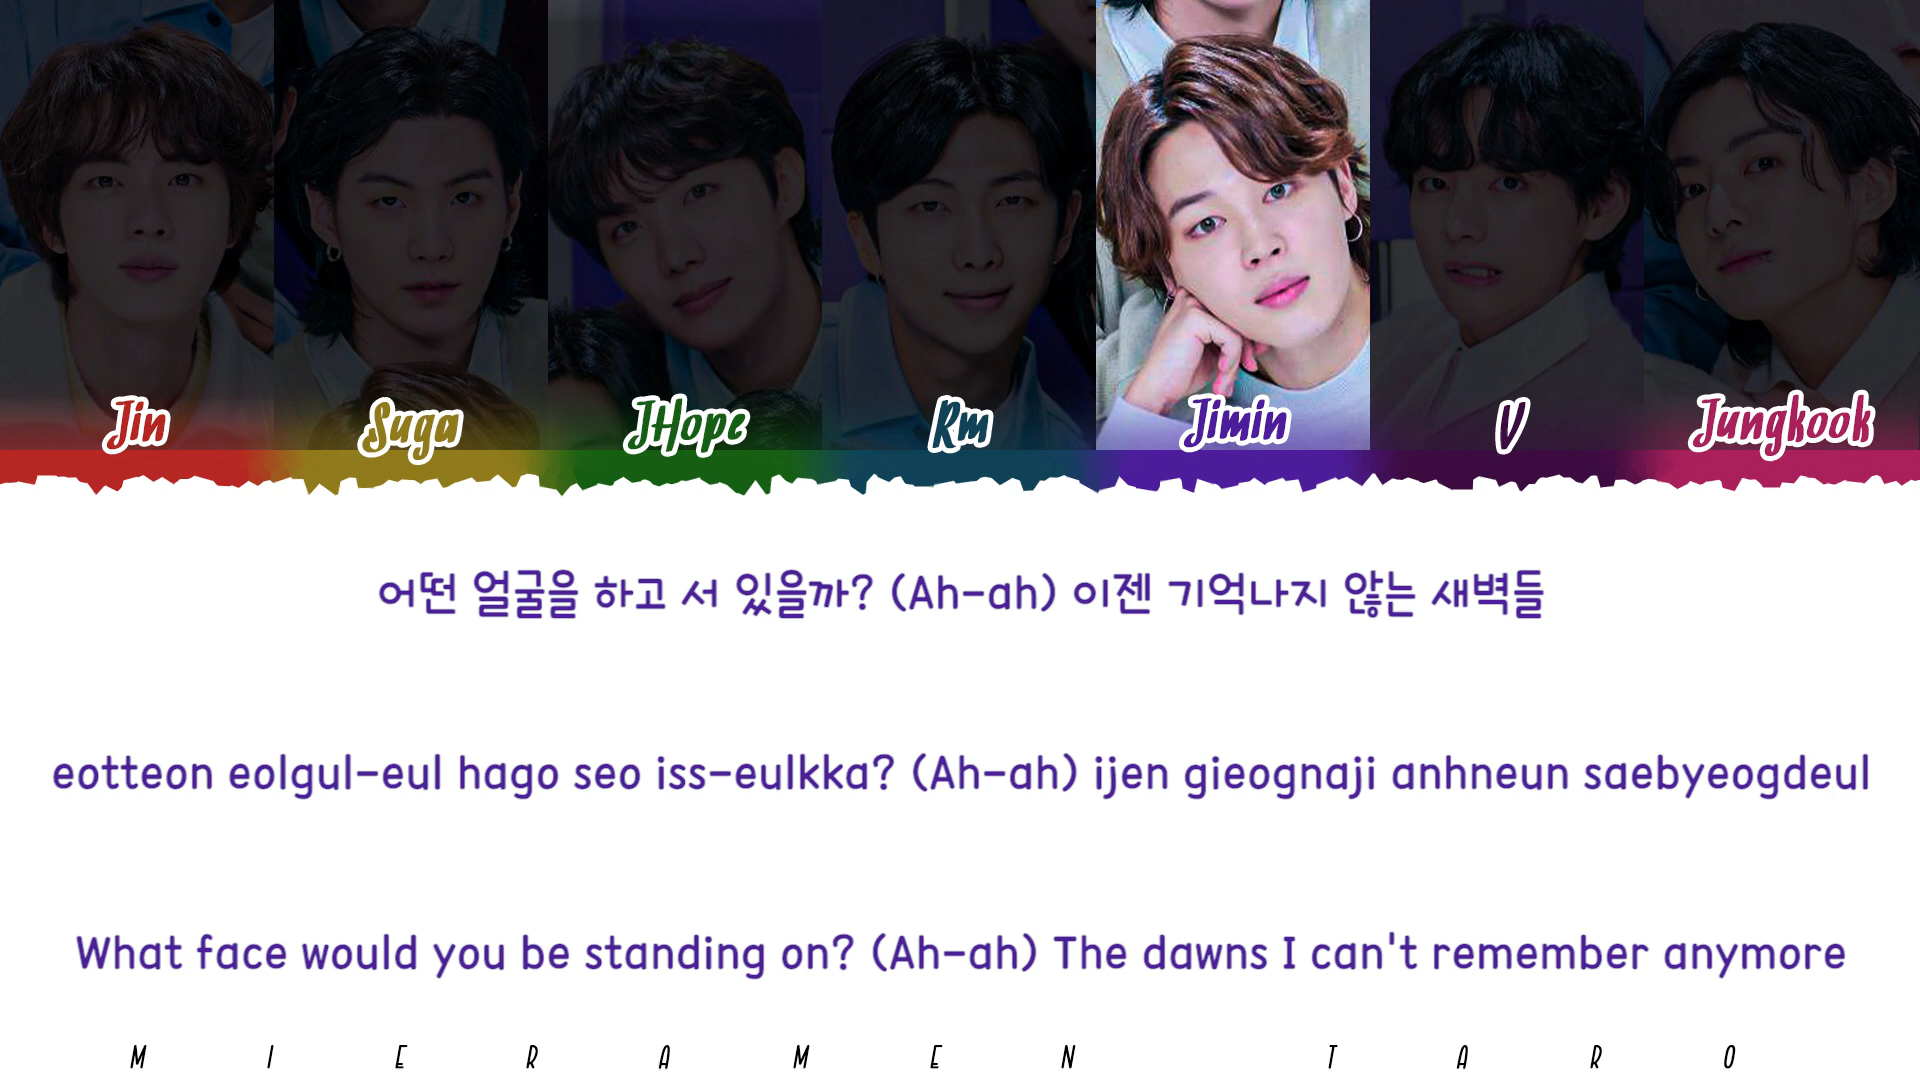 Jin Suga JHope Rm Jimin V Jungkook
어떤 얼굴을 하고 서 있을까? (Ah-ah) 이젠 기억나지 않는 새벽들
eotteon eolgul-eul hago seo iss-eulkka? (Ah-ah) ijen gieognaji anhneun saebyeogdeul
What face would you be standing on? (Ah-ah) The dawns I can't remember anymore
MIERAMEN TARO